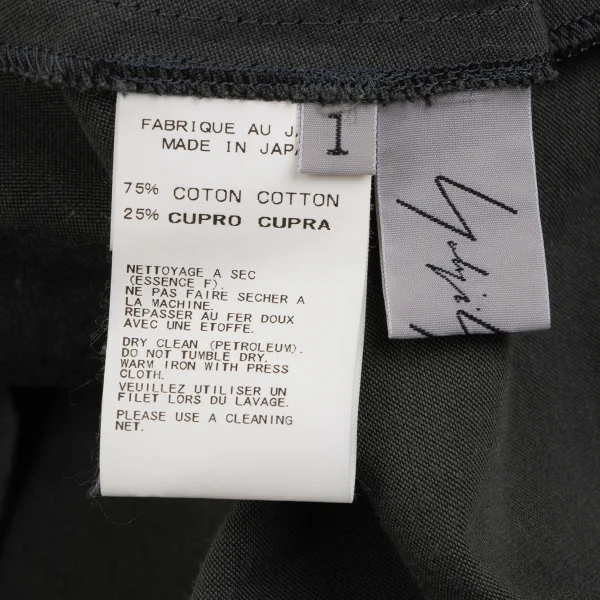 FABRIQUE AU
MADE IN JAPA
1
75% COTON COTTON
25% CUPRO CUPRA
NETTOYAGE A SEC
(ESSENCE F).
NE PAS FAIRE SECHER A
LA MACHINE.
REPASSER AU FER DOUX
AVEC UNE ETOFFE.
DRY CLEAN (PETROLEUM).
DO NOT TUMBLE DRY.
WARM IRON WITH PRESS
CLOTH.
VEUILLEZ UTILISER UN
FILET LORS DU LAVAGE.
PLEASE USE A CLEANING
NET.